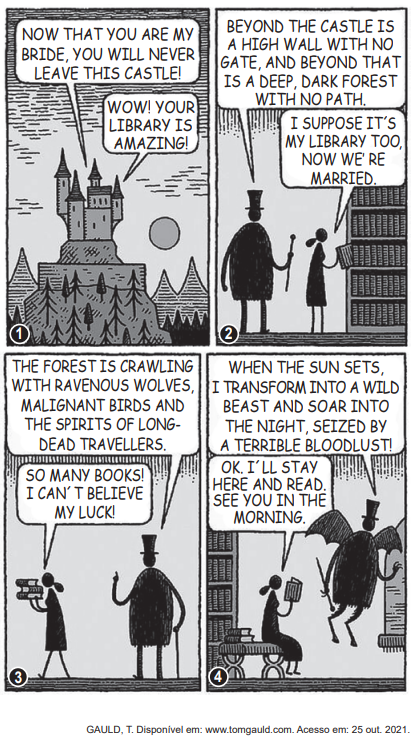 NOW THAT YOU ARE MY
BRIDE, YOU WILL NEVER
LEAVE THIS CASTLE!
WOW! YOUR
LIBRARY IS
AMAZING!
1
BEYOND THE CASTLE IS
A HIGH WALL WITH NO
GATE, AND BEYOND THAT
IS A DEEP, DARK FOREST
WITH NO PATH.
I SUPPOSE IT´S
MY LIBRARY TOO,
NOW WE' RE
MARRIED.
2
THE FOREST IS CRAWLING
WITH RAVENOUS WOLVES,
MALIGNANT BIRDS AND
THE SPIRITS OF LONG-
DEAD TRAVELLERS.
SO MANY BOOKS!
I CAN´T BELIEVE
MY LUCK!
3
WHEN THE SUN SETS,
I TRANSFORM INTO A WILD
BEAST AND SOAR INTO
THE NIGHT, SEIZED BY
A TERRIBLE BLOODLUST!
OK. I´LL STAY
HERE AND READ.
SEE YOU IN THE
MORNING.
4
GAULD, T. Disponível em: www.tomgauld.com. Acesso em: 25 out. 2021.